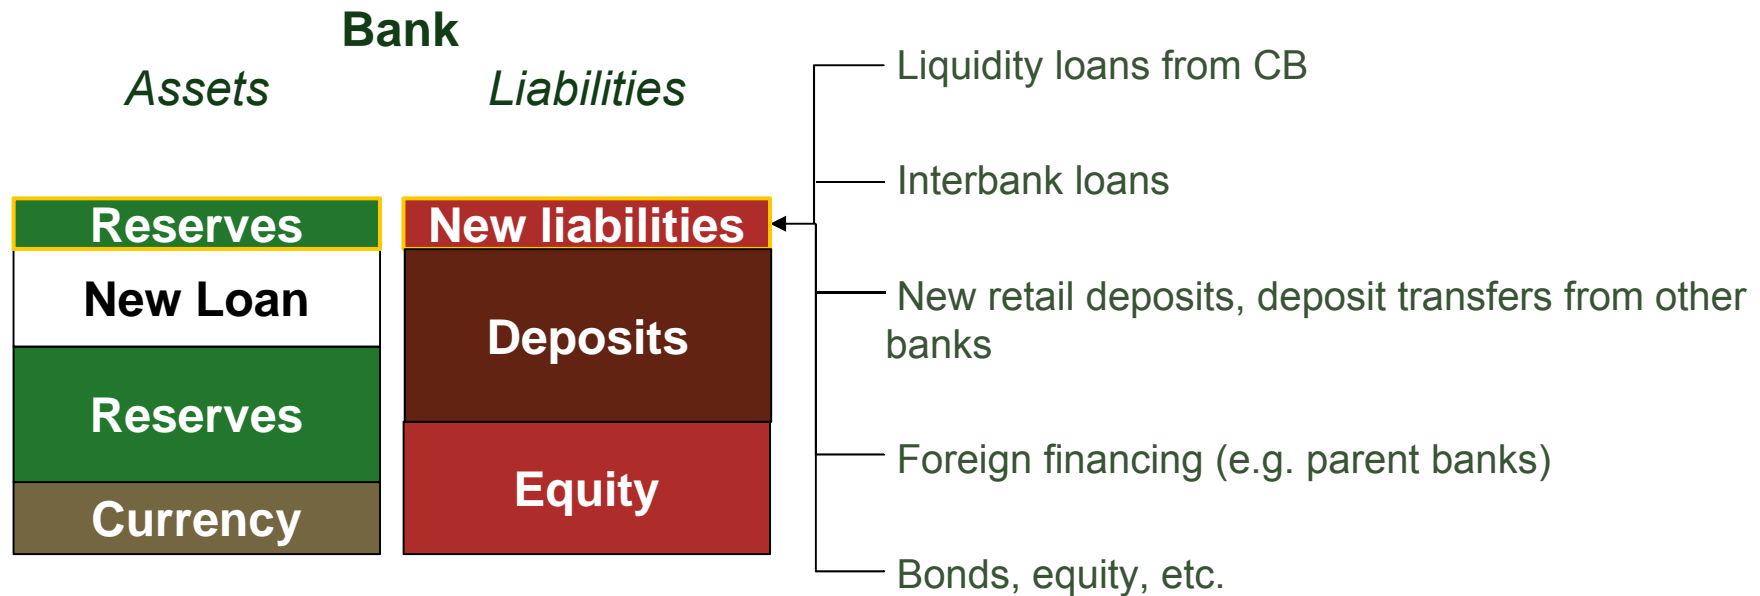 Bank
Assets
Liabilities
Reserves
New Loan
Reserves
Currency
New liabilities
Deposits
Equity
Liquidity loans from CB
Interbank loans
New retail deposits, deposit transfers from other
banks
Foreign financing (e.g. parent banks)
Bonds, equity, etc.